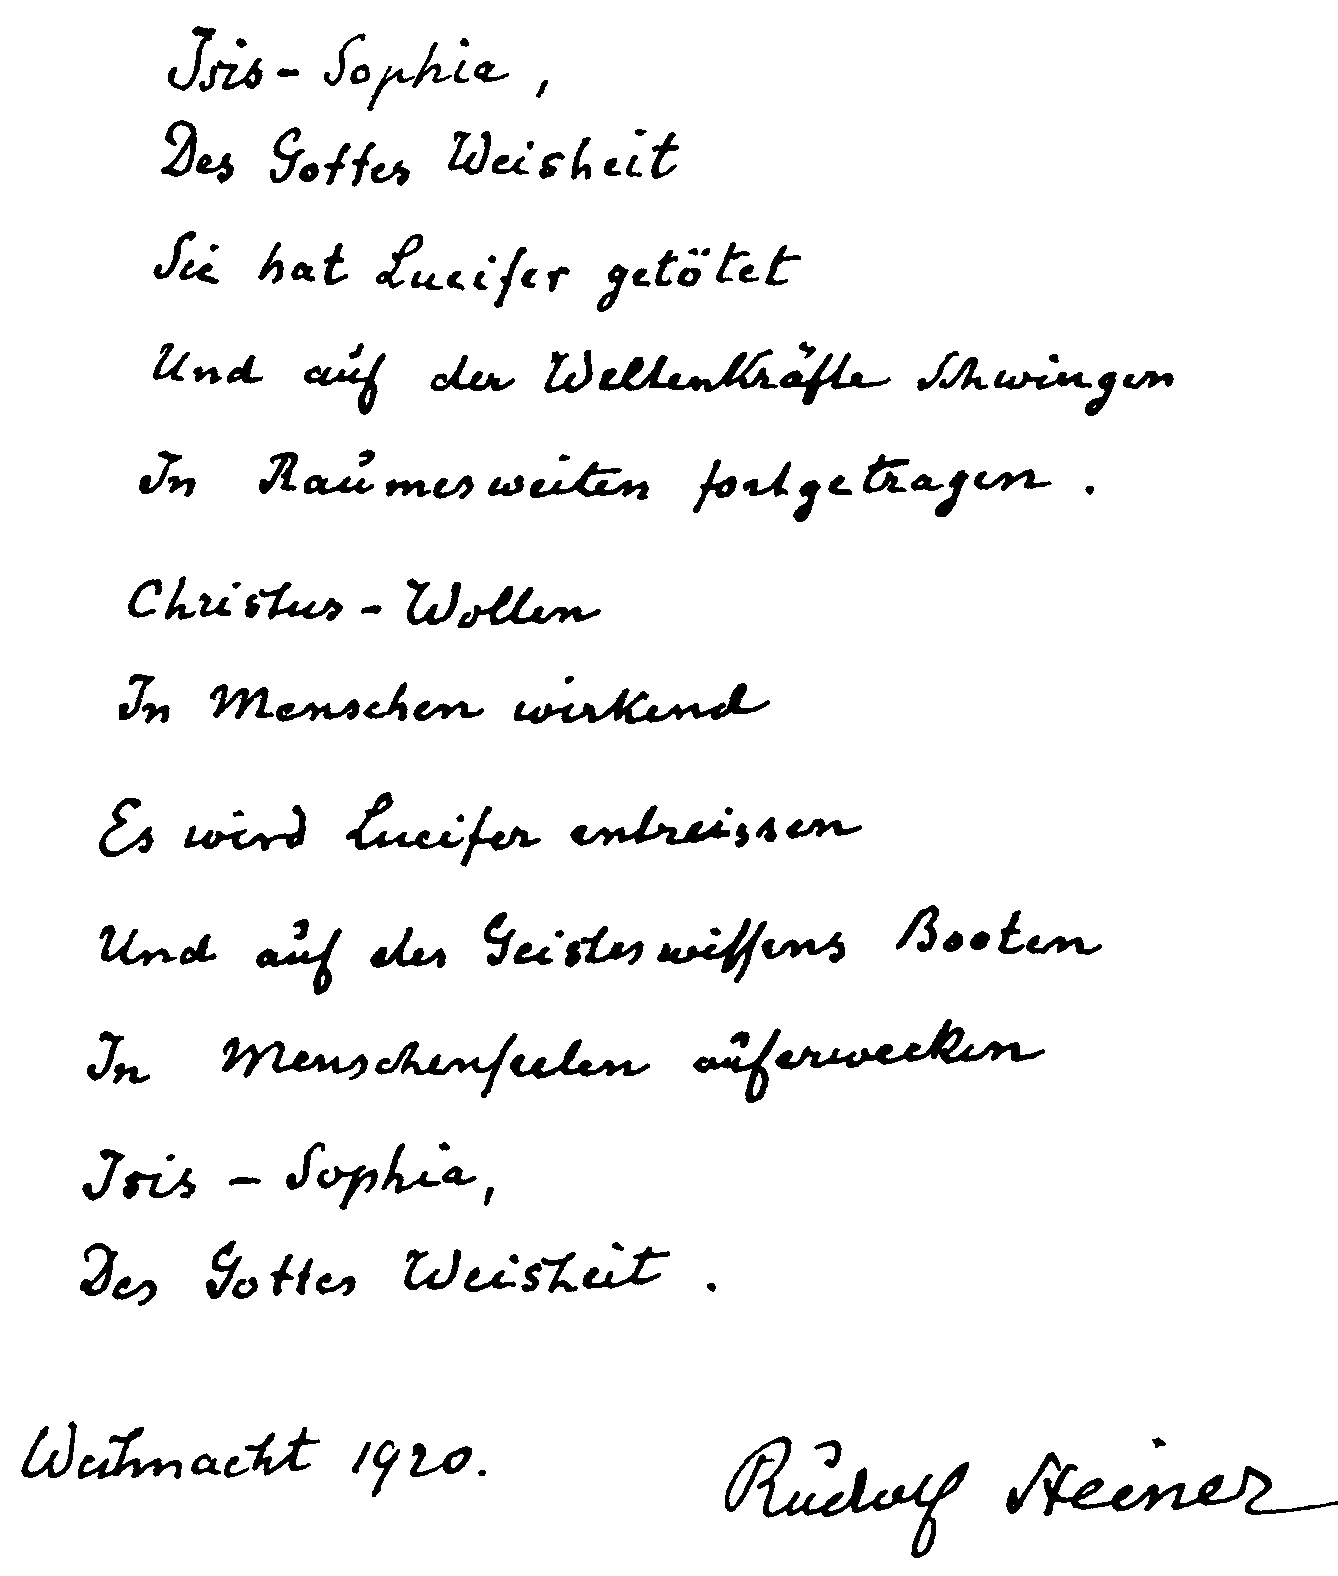 Isis-Sophia,
Des Gottes Weisheit
Sie hat Lucifer getötet
Und auf der Weltenkräfte Schwingen
In Raumesweiten fortgetragen.
Christus-Wollen
In Menschen wirkend
Es wird Lucifer entreissen
Und auf des Geisteswissens Booten
In Menschenseelen auferwecken
Isis - Sophia,
Des Gottes Weisheit.
Weihnacht 1920.
Rudolf Steiner